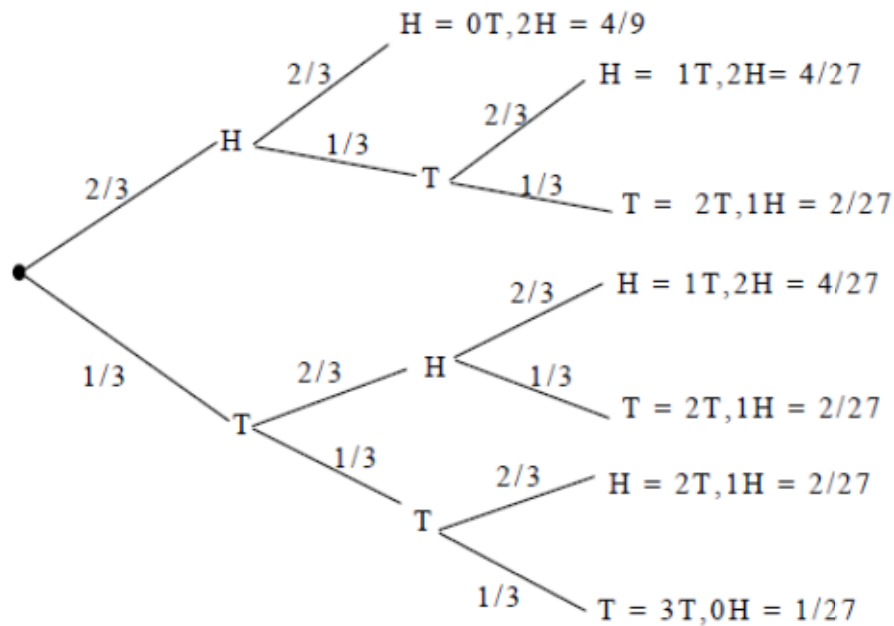 H = 0T,2H = 4/9
2/3
H = 1T,2H= 4/27
2/3
H
1/3
T
1/3
2/3
T = 2T,1H = 2/27
H = 1T,2H = 4/27
2/3
1/3
2/3
H
1/3
T = 2T,1H = 2/27
T
1/3
2/3
H = 2T,1H = 2/27
T
1/3
T = 3T,0H = 1/27